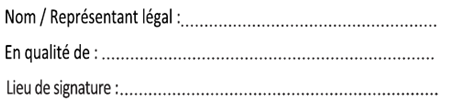 Nom / Représentant légal :........................................................
En qualité de : .........................................................................
Lieu de signature :......................................................................